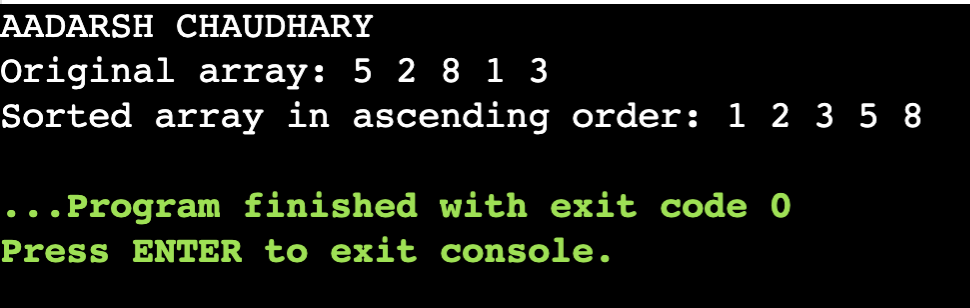 AADARSH CHAUDHARY
Original array: 5 2 8 1 3
Sorted array in ascending order: 1 2 3 5 8
...Program finished with exit code 0
Press ENTER to exit console.